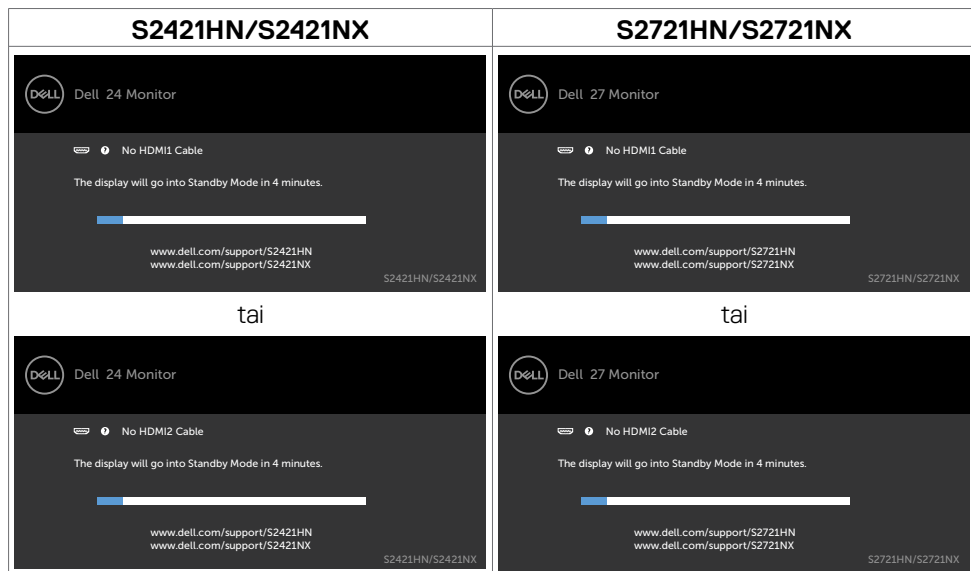 S2421HN/S2421NX
S2721HN/S2721NX
DELL
Dell 24 Monitor
? No HDMI1 Cable
The display will go into Standby Mode in 4 minutes.
www.dell.com/support/S2421HN
www.dell.com/support/S2421NX
S2421HN/S2421NX
DELL
Dell 27 Monitor
? No HDMI1 Cable
The display will go into Standby Mode in 4 minutes.
www.dell.com/support/S2721HN
www.dell.com/support/S2721NX
S2721HN/S2721NX
tai
tai
DELL
Dell 24 Monitor
? No HDMI2 Cable
The display will go into Standby Mode in 4 minutes.
www.dell.com/support/S2421HN
www.dell.com/support/S2421NX
S2421HN/S2421NX
DELL
Dell 27 Monitor
? No HDMI2 Cable
The display will go into Standby Mode in 4 minutes.
www.dell.com/support/S2721HN
www.dell.com/support/S2721NX
S2721HN/S2721NX